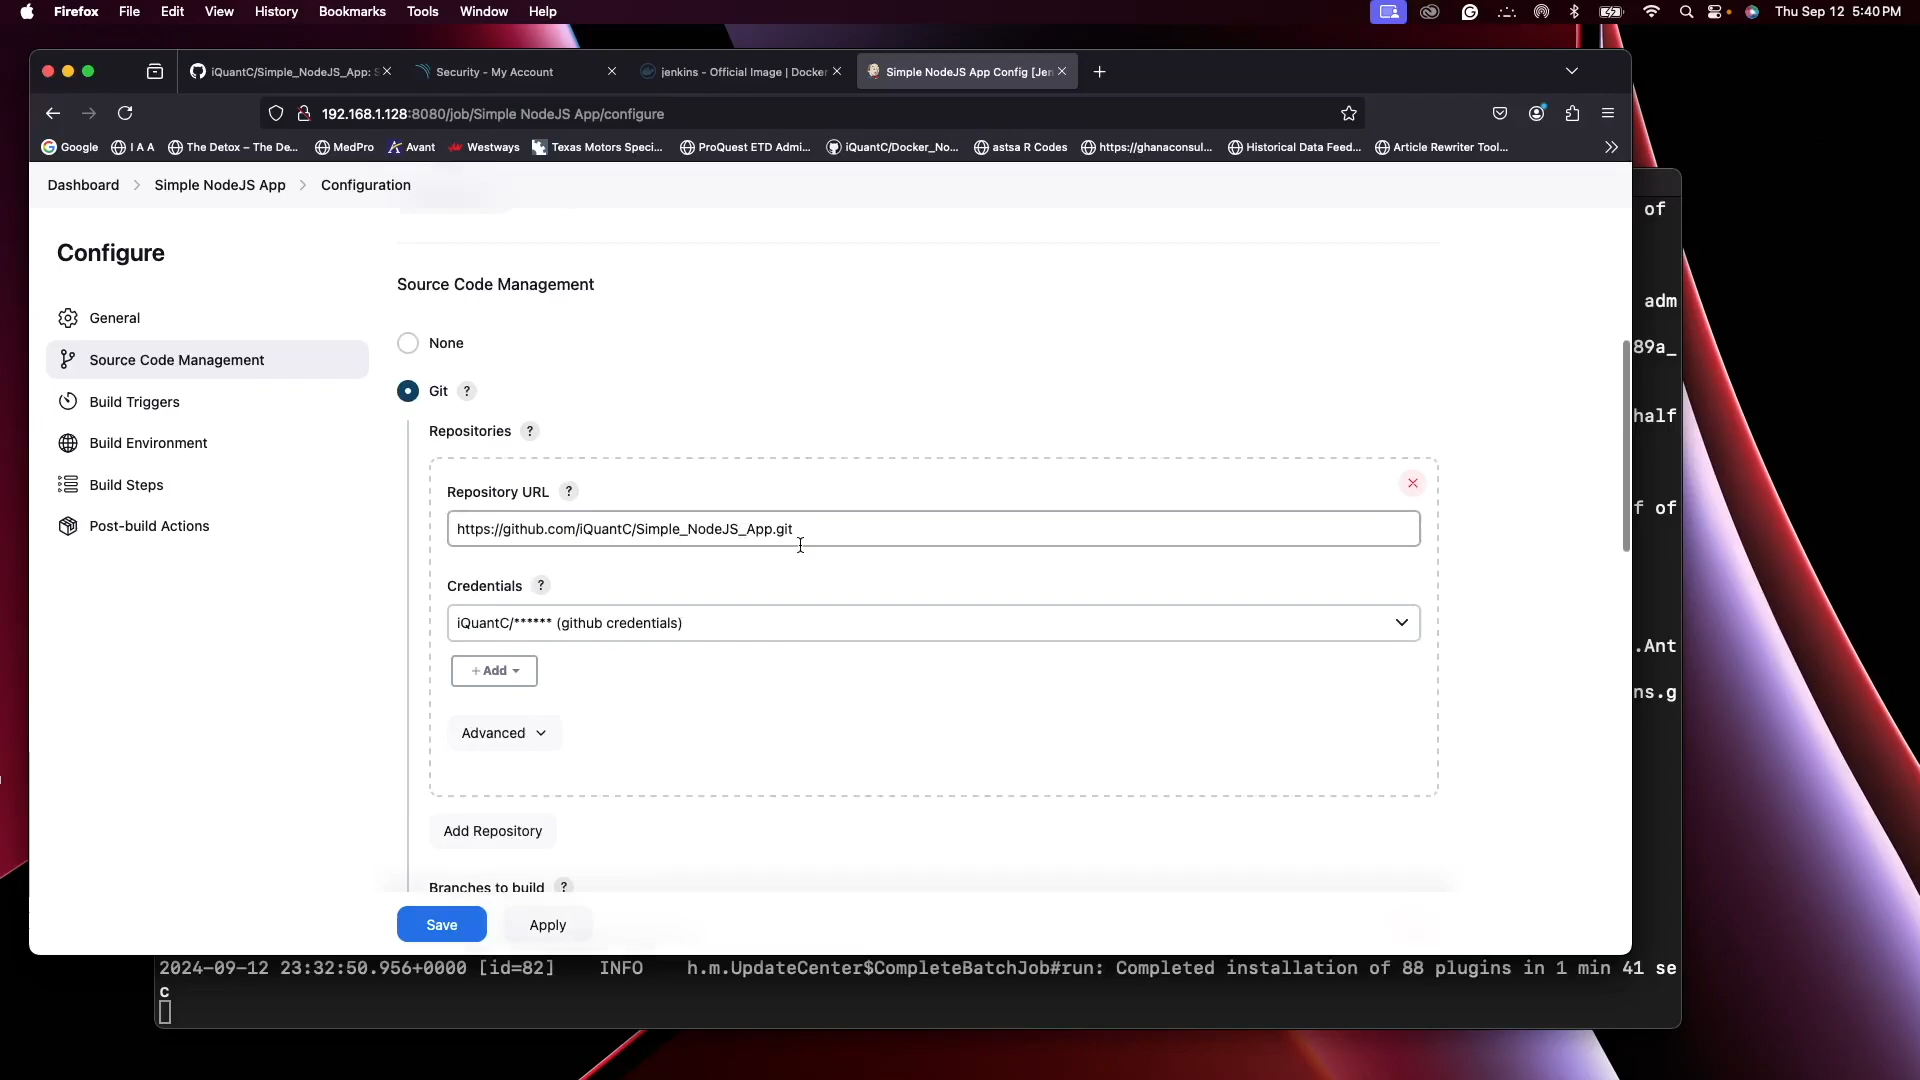 Firefox File Edit View History Bookmarks Tools Window Help Thu Sep 12 5:40 PM
iQuantC/Simple_NodeJS_App: S Security - My Account jenkins - Official Image | Docker Simple NodeJS App Config [Jen
192.168.1.128:8080/job/Simple NodeJS App/configure
Google I A A The Detox – The De... MedPro Avant Westways Texas Motors Speci... ProQuest ETD Admi... iQuantC/Docker_No... astsa R Codes https://ghanaconsul... Historical Data Feed... Article Rewriter Tool...
Dashboard Simple NodeJS App Configuration
of
Configure
Source Code Management
adm
General
None
89a_
Source Code Management
Git ?
Build Triggers
half
Repositories ?
Build Environment
Build Steps
Repository URL ?
f of
Post-build Actions
https://github.com/iQuantC/Simple_NodeJS_App.git
Credentials ?
iQuantC/****** (github credentials)
.Ant
+ Add
ns.g
Advanced
Add Repository
Branches to build ?
Save Apply
2024-09-12 23:32:50.956+0000 [id=82] INFO h.m.UpdateCenter$CompleteBatchJob#run: Completed installation of 88 plugins in 1 min 41 se
c